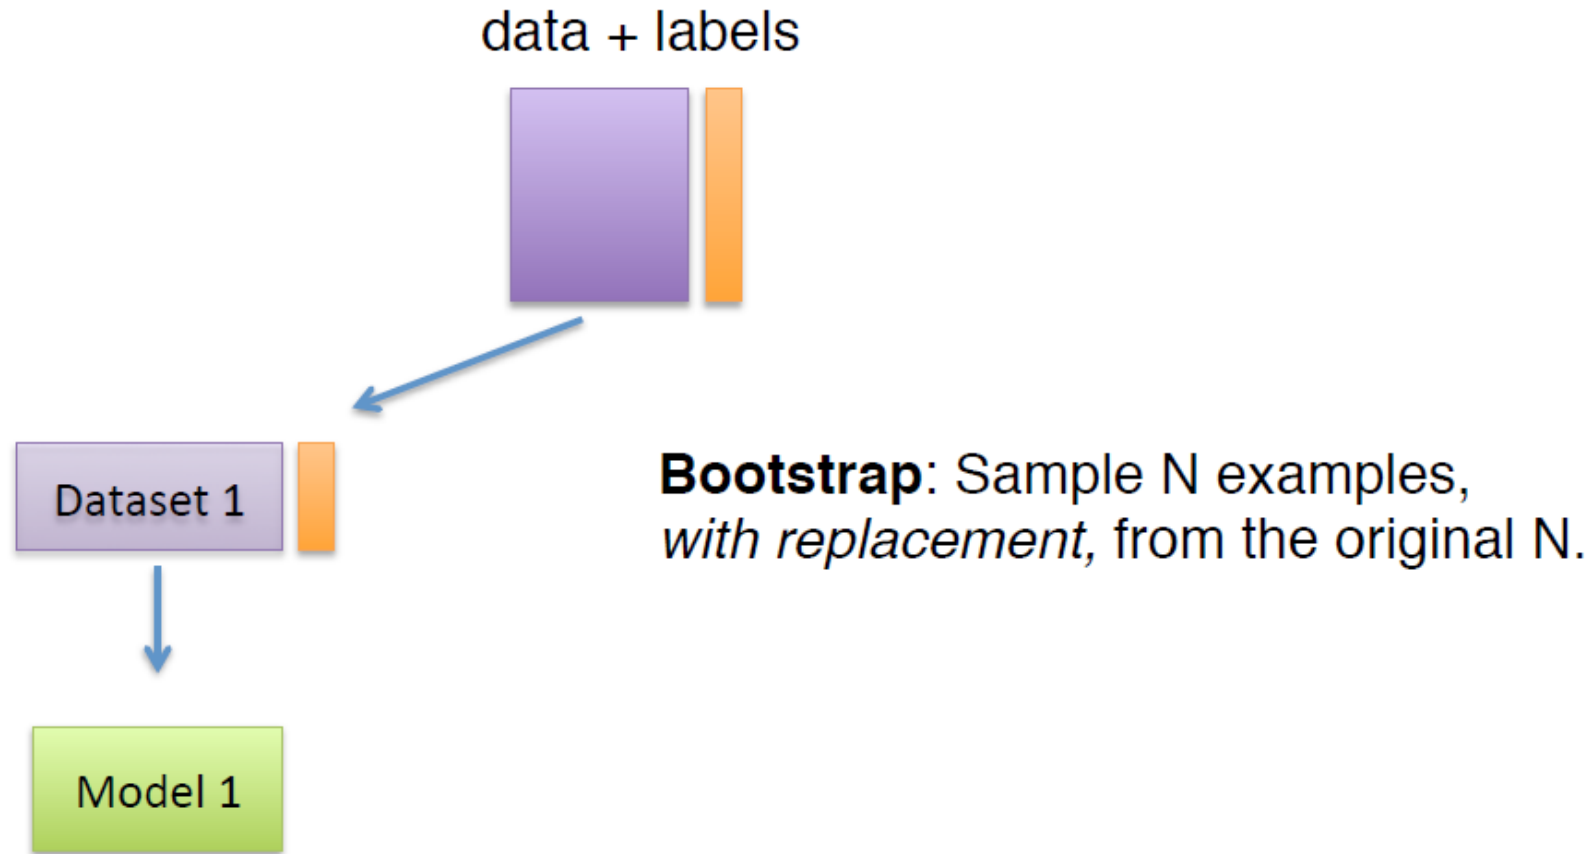 data + labels
Dataset 1
Bootstrap: Sample N examples,
with replacement, from the original N.
Model 1